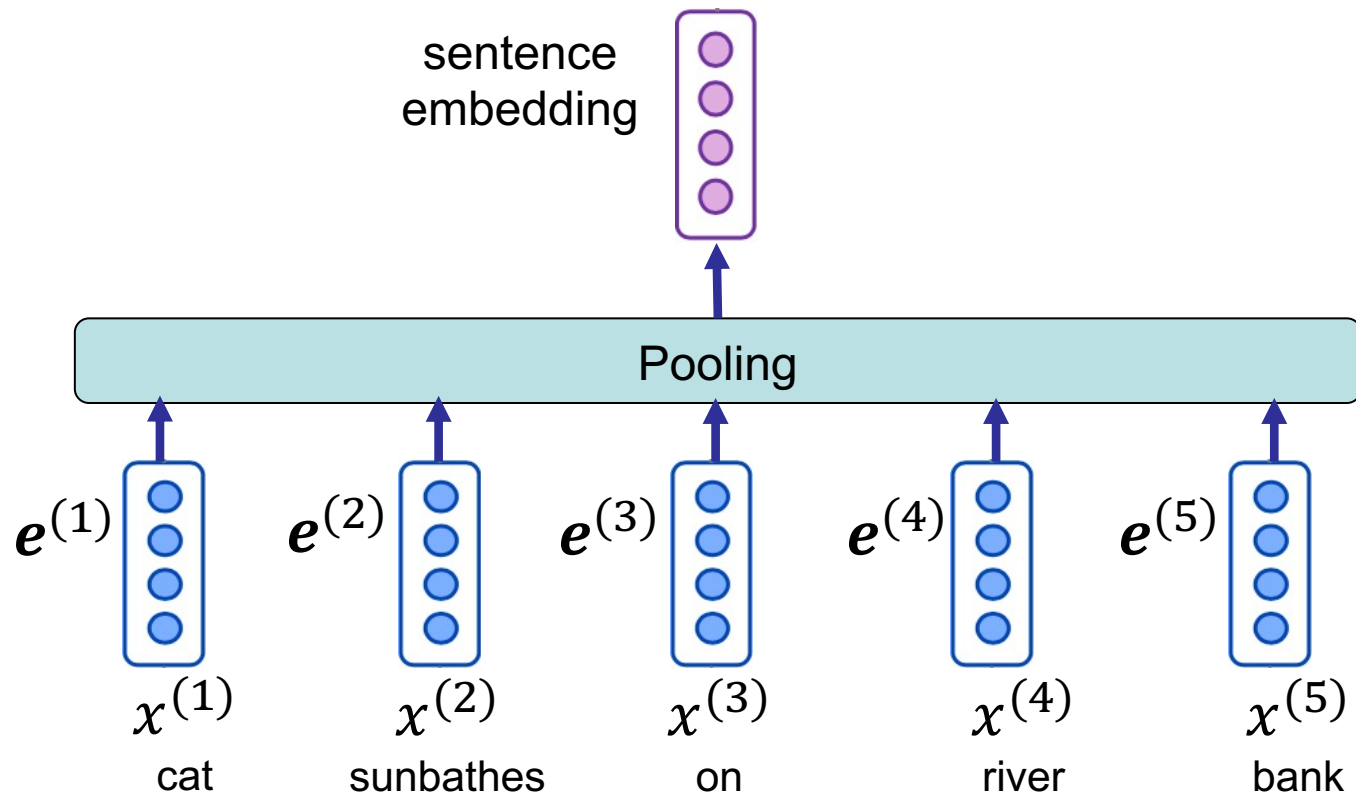 sentence
embedding
Pooling
e^(1) e^(2) e^(3) e^(4) e^(5)
x^(1) x^(2) x^(3) x^(4) x^(5)
cat sunbathes on river bank